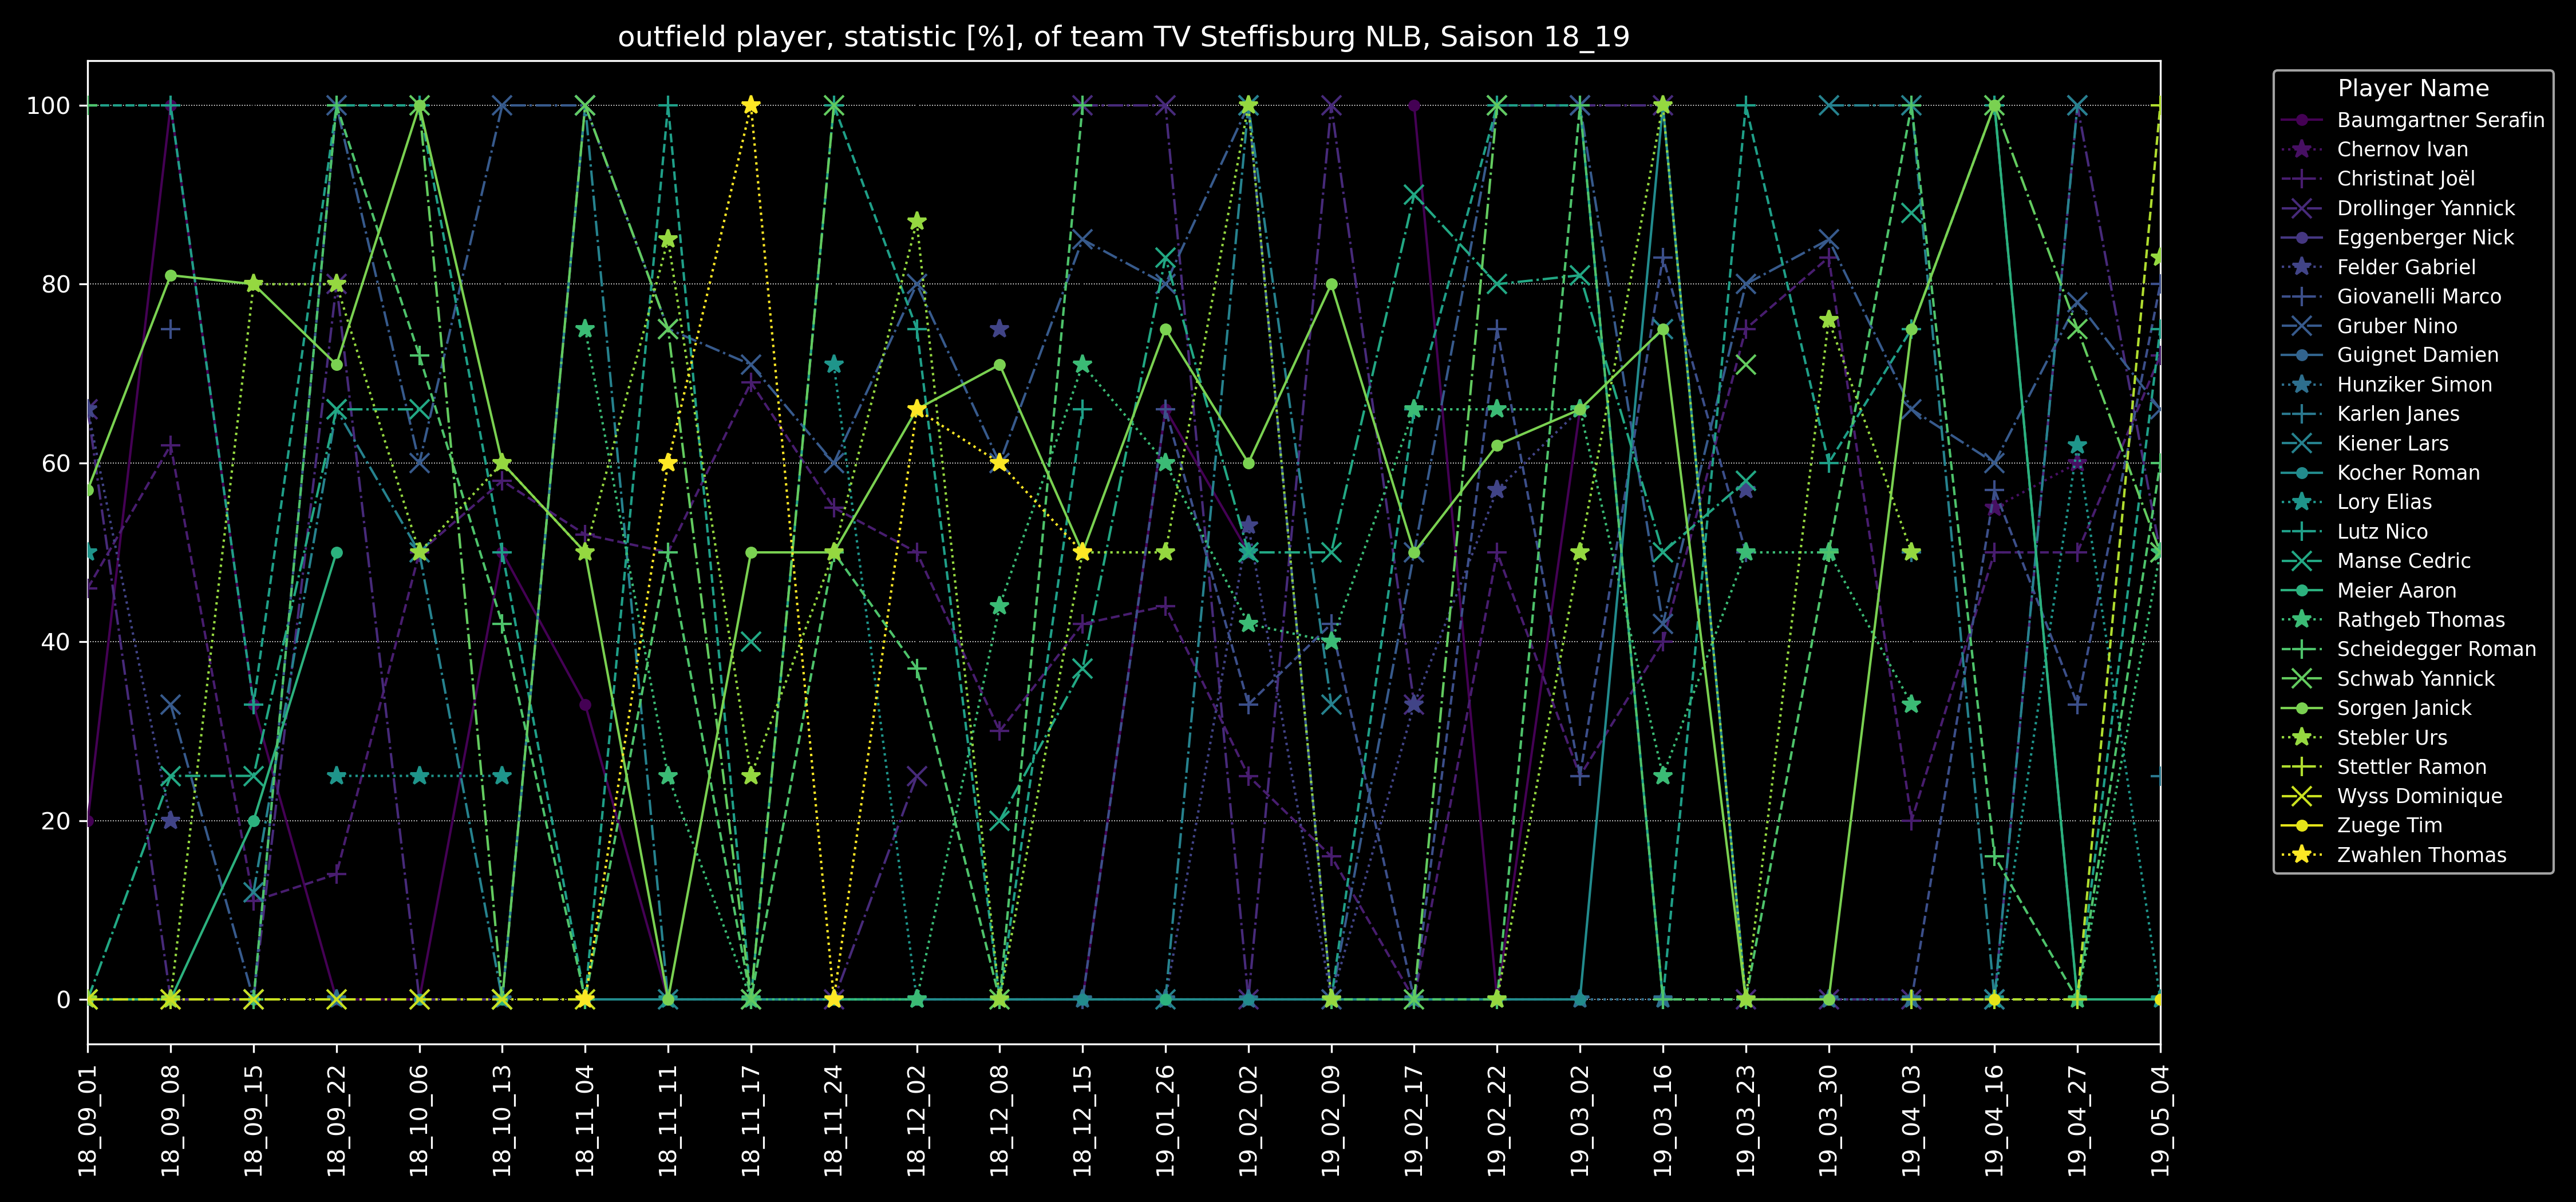 outfield player, statistic [%], of team TV Steffisburg NLB, Saison 18_19
100
80
60
40
20
0
18_09_01
18_09_08
18_09_15
18_09_22
18_10_06
18_10_13
18_11_04
18_11_11
18_11_17
18_11_24
18_12_02
18_12_08
18_12_15
19_01_26
19_02_02
19_02_09
19_02_17
19_02_22
19_03_02
19_03_16
19_03_23
19_03_30
19_04_03
19_04_16
19_04_27
19_05_04
Player Name
Baumgartner Serafin
Chernov Ivan
Christinat Joël
Drollinger Yannick
Eggenberger Nick
Felder Gabriel
Giovanelli Marco
Gruber Nino
Guignet Damien
Hunziker Simon
Karlen Janes
Kiener Lars
Kocher Roman
Lory Elias
Lutz Nico
Manse Cedric
Meier Aaron
Rathgeb Thomas
Scheidegger Roman
Schwab Yannick
Sorgen Janick
Stebler Urs
Stettler Ramon
Wyss Dominique
Zuege Tim
Zwahlen Thomas